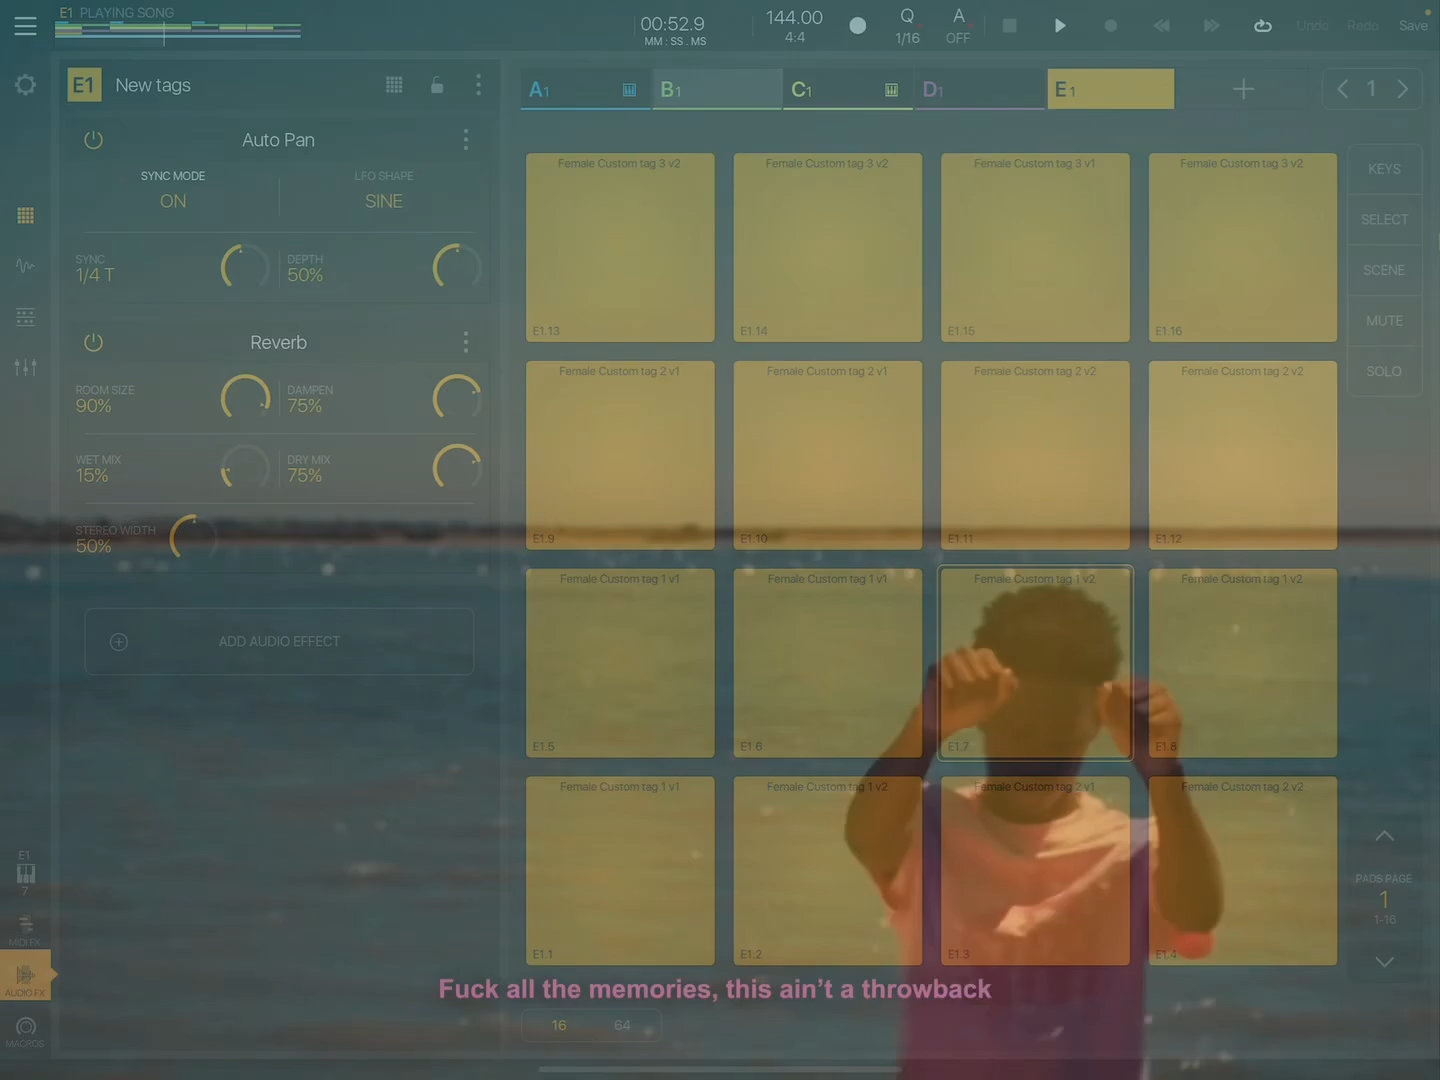 E1 PLAYING SONG
00:52.9
MM : SS . MS
144.00
4:4
Q
1/16
A
OFF
Undo
Redo
Save
E1
New tags
A1
B1
C1
D1
E1
1
Auto Pan
SYNC MODE
ON
LFO SHAPE
SINE
SYNC
1/4 T
DEPTH
50%
Reverb
ROOM SIZE
90%
DAMPEN
75%
WET MIX
15%
DRY MIX
75%
STEREO WIDTH
50%
ADD AUDIO EFFECT
Female Custom tag 3 v2
Female Custom tag 3 v2
Female Custom tag 3 v1
Female Custom tag 3 v2
E1.13
E1.14
E1.15
E1.16
Female Custom tag 2 v1
Female Custom tag 2 v1
Female Custom tag 2 v2
Female Custom tag 2 v2
E1.9
E1.10
E1.11
E1.12
Female Custom tag 1 v1
Female Custom tag 1 v1
Female Custom tag 1 v2
Female Custom tag 1 v2
E1.5
E1.6
E1.7
E1.8
Female Custom tag 1 v1
Female Custom tag 1 v2
Female Custom tag 2 v1
Female Custom tag 2 v2
E1.1
E1.2
E1.3
E1.4
KEYS
SELECT
SCENE
MUTE
SOLO
PADS PAGE
1
1-16
E1
7
MIDI FX
AUDIO FX
MACROS
Fuck all the memories, this ain't a throwback
16
64